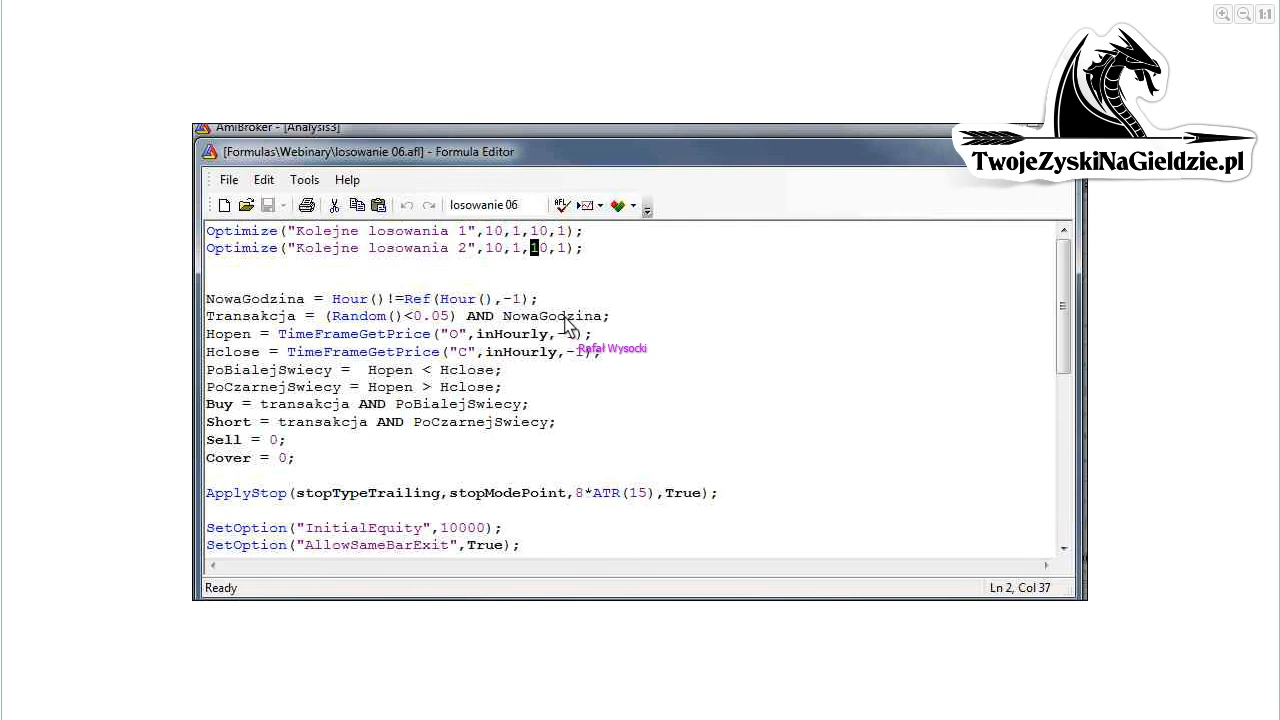 1:1
TwojeZyskiNaGieldzie.pl
AmiBroker - [Analysis3]
[Formulas\Webinary\losowanie 06.afl] - Formula Editor
File Edit Tools Help
losowanie 06
Optimize("Kolejne losowania 1",10,1,10,1);
Optimize("Kolejne losowania 2",10,1,10,1);
NowaGodzina = Hour()!=Ref(Hour(),-1);
Transakcja = (Random()<0.05) AND NowaGodzina;
Hopen = TimeFrameGetPrice("O",inHourly,-1);
Hclose = TimeFrameGetPrice("C",inHourly,-1);
Rafał Wysocki
PoBialejSwiecy = Hopen < Hclose;
PoCzarnejSwiecy = Hopen > Hclose;
Buy = transakcja AND PoBialejSwiecy;
Short = transakcja AND PoCzarnejSwiecy;
Sell = 0;
Cover = 0;
ApplyStop(stopTypeTrailing,stopModePoint,8*ATR(15),True);
SetOption("InitialEquity",10000);
SetOption("AllowSameBarExit",True);
Ready
Ln 2, Col 37